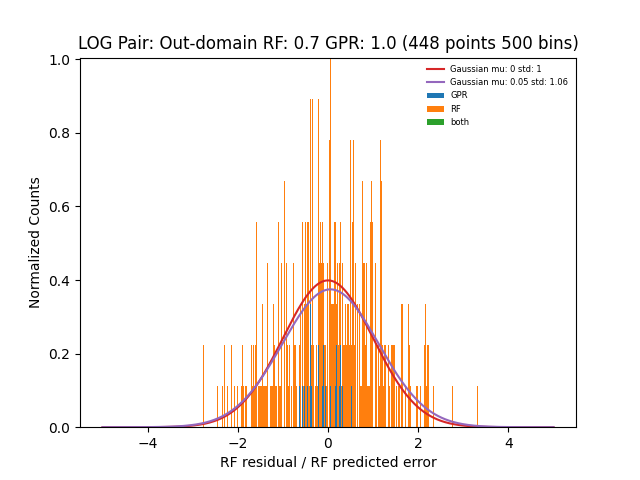 LOG Pair: Out-domain RF: 0.7 GPR: 1.0 (448 points 500 bins)
Gaussian mu: 0 std: 1
Gaussian mu: 0.05 std: 1.06
GPR
RF
both
Normalized Counts
1.0
0.8
0.6
0.4
0.2
0.0
−4 −2 0 2 4
RF residual / RF predicted error